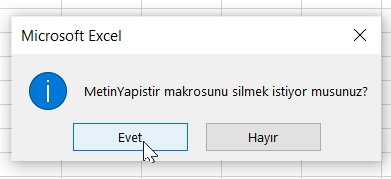 Microsoft Excel
MetinYapistir makrosunu silmek istiyor musunuz?
Evet
Hayır